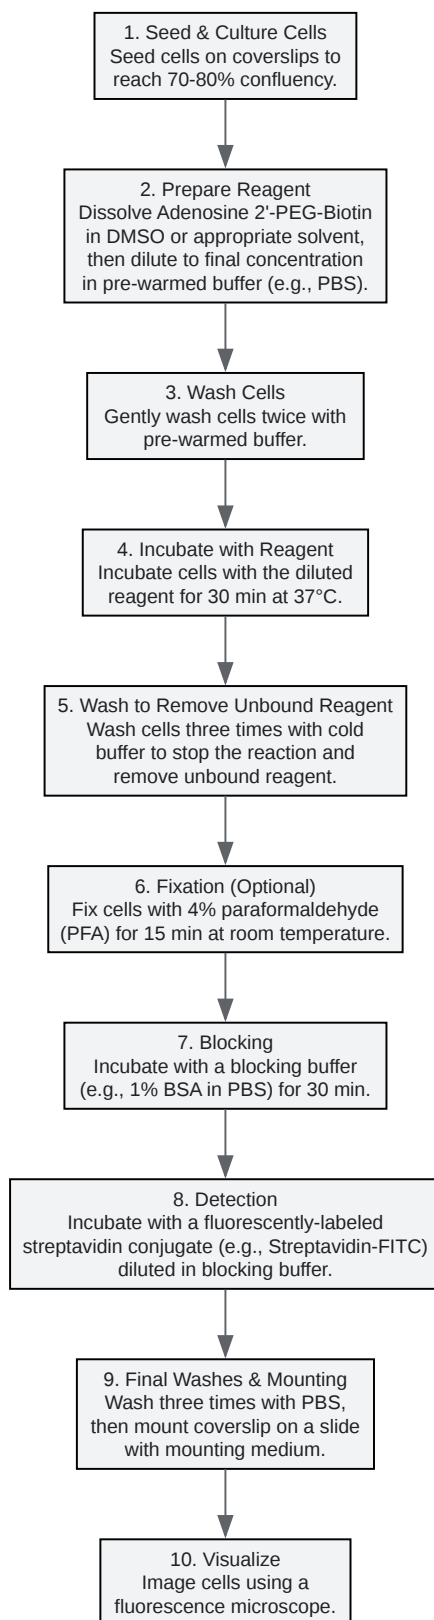 1. Seed & Culture Cells
Seed cells on coverslips to
reach 70-80% confluency.
2. Prepare Reagent
Dissolve Adenosine 2'-PEG-Biotin
in DMSO or appropriate solvent,
then dilute to final concentration
in pre-warmed buffer (e.g., PBS).
3. Wash Cells
Gently wash cells twice with
pre-warmed buffer.
4. Incubate with Reagent
Incubate cells with the diluted
reagent for 30 min at 37°C.
5. Wash to Remove Unbound Reagent
Wash cells three times with cold
buffer to stop the reaction and
remove unbound reagent.
6. Fixation (Optional)
Fix cells with 4% paraformaldehyde
(PFA) for 15 min at room temperature.
7. Blocking
Incubate with a blocking buffer
(e.g., 1% BSA in PBS) for 30 min.
8. Detection
Incubate with a fluorescently-labeled
streptavidin conjugate (e.g., Streptavidin-FITC)
diluted in blocking buffer.
9. Final Washes & Mounting
Wash three times with PBS,
then mount coverslip on a slide
with mounting medium.
10. Visualize
Image cells using a
fluorescence microscope.